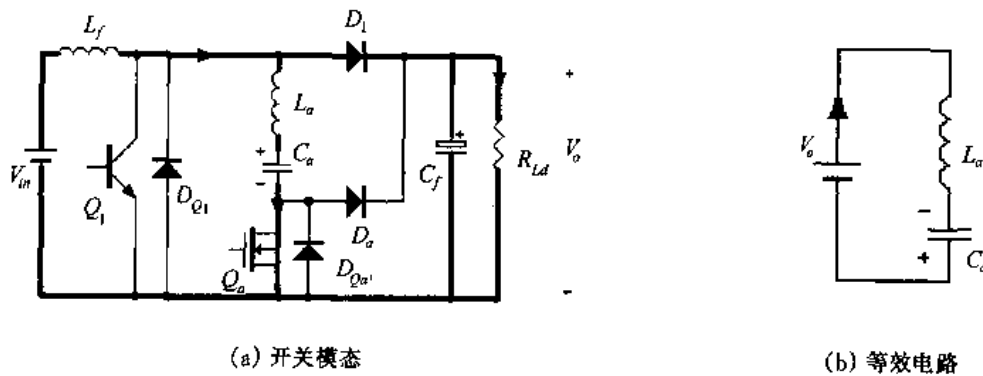 L_f
D_1
L_a
+
+
+
C_a
-
V_in
Q_1
D_Q1
D_a
Q_a
D_Qa
C_f
R_Ld
V_o
-
V_o
L_a
-
+
(a) 开关模态
(b) 等效电路